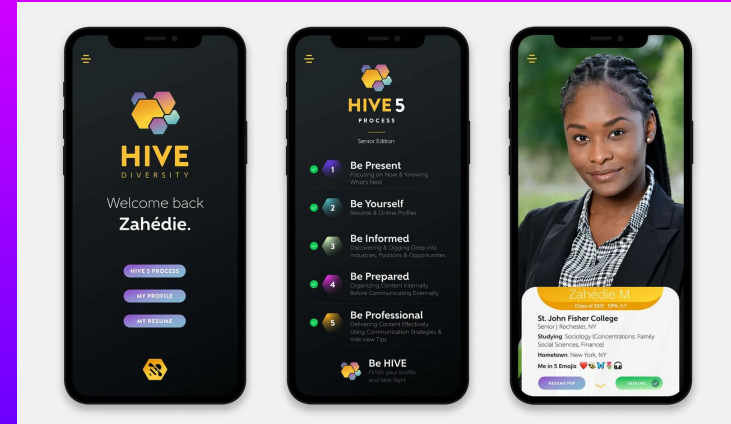 HIVE
DIVERSITY
Welcome back
Zahédie.
HIVE 5 PROCESS
MY PROFILE
MY RESUME
HIVE 5
PROCESS
Senior Edition
1
Be Present
Focusing on Now & Knowing
What's Next
2
Be Yourself
Resume & Online Profiles
3
Be Informed
Discovering & Digging Deep into
Industries, Positions & Opportunities
4
Be Prepared
Organizing Content Internally
Before Communicating Externally
5
Be Professional
Delivering Content Effectively
Using Communication Strategies &
Interview Tips
Be HIVE
Finish your profile
and take flight
Zahédie M.
Class of 2021 GPA: 3.7
St. John Fisher College
Senior | Rochester, NY
Studying: Sociology (Concentrations: Family
Social Sciences, Finance)
Hometown: New York, NY
Me in 5 Emojis:
RESUME PDF